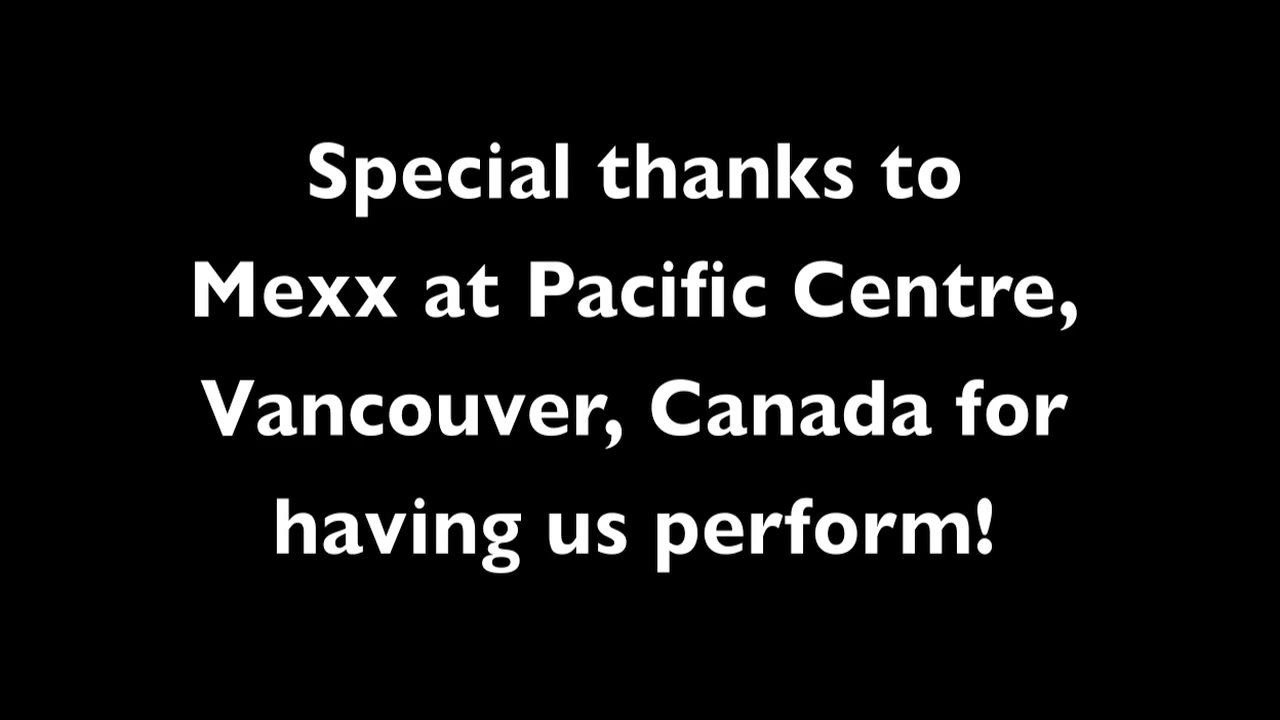 Special thanks to
Mexx at Pacific Centre,
Vancouver, Canada for
having us perform!